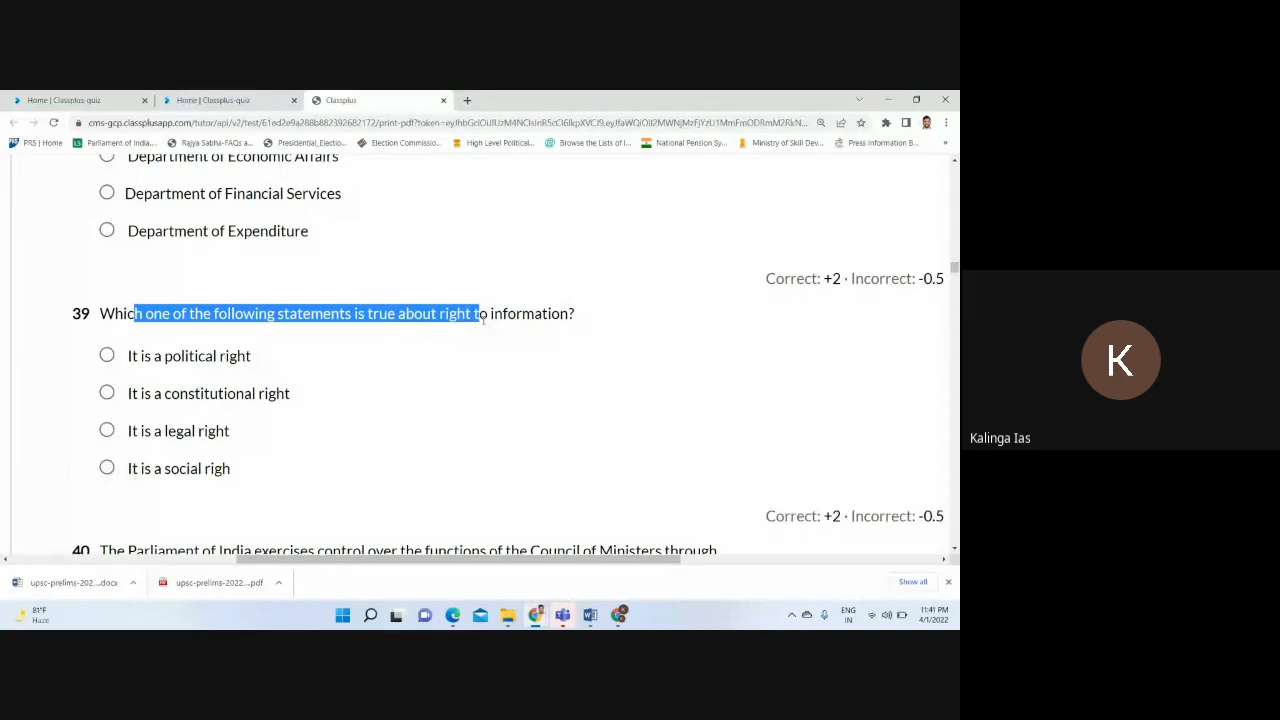 Home | Classplus-quiz
Home | Classplus-quiz
Classplus
PRS | Home
Parliament of India,...
Rajya Sabha-FAQs a...
Presidential_Electio...
Election Commissio...
High Level Political...
Browse the Lists of I...
National Pension Sy...
Ministry of Skill Dev...
Press Information B...
»
Department of Economic Affairs
Department of Financial Services
Department of Expenditure
Correct: +2 · Incorrect: -0.5
39 Which one of the following statements is true about right to information?
It is a political right
It is a constitutional right
It is a legal right
It is a social righ
Correct: +2 · Incorrect: -0.5
40 The Parliament of India exercises control over the functions of the Council of Ministers through
upsc-prelims-202....docx
upsc-prelims-2022....pdf
Show all
81°F
Haze
ENG
IN
11:41 PM
4/1/2022
K
Kalinga Ias